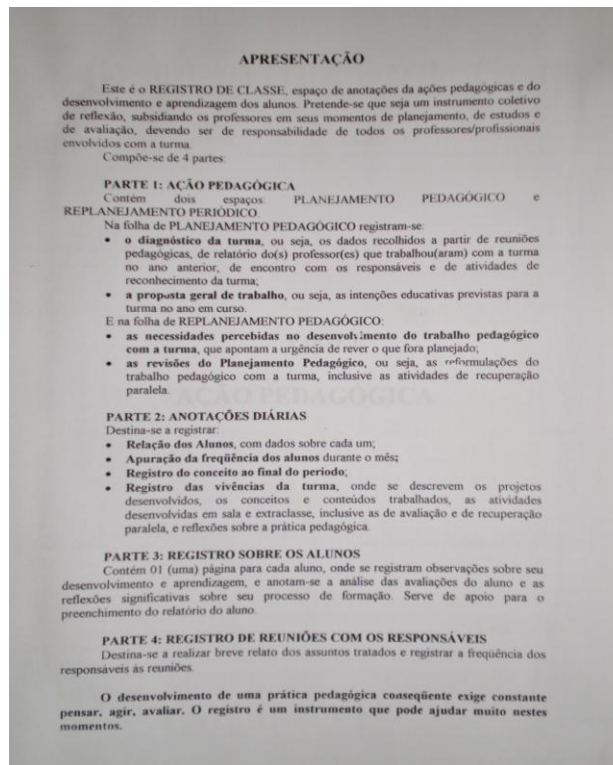 APRESENTAÇÃO
Este é o REGISTRO DE CLASSE, espaço de anotações da ações pedagógicas e do
desenvolvimento e aprendizagem dos alunos. Pretende-se que seja um instrumento coletivo
de reflexão, subsidiando os professores em seus momentos de planejamento, de estudos e
de avaliação, devendo ser de responsabilidade de todos os professores/profissionais
envolvidos com a turma.
Compõe-se de 4 partes:
PARTE 1: AÇÃO PEDAGÓGICA
Contém dois espaços: PLANEJAMENTO PEDAGÓGICO e
REPLANEJAMENTO PERIÓDICO.
Na folha de PLANEJAMENTO PEDAGÓGICO registram-se:
• o diagnóstico da turma, ou seja, os dados recolhidos a partir de reuniões
pedagógicas, de relatório do(s) professor(es) que trabalhou(aram) com a turma
no ano anterior, de encontro com os responsáveis e de atividades de
reconhecimento da turma;
• a proposta geral de trabalho, ou seja, as intenções educativas previstas para a
turma no ano em curso.
E na folha de REPLANEJAMENTO PEDAGÓGICO:
• as necessidades percebidas no desenvolvimento do trabalho pedagógico
com a turma, que apontam a urgência de rever o que fora planejado;
• as revisões do Planejamento Pedagógico, ou seja, as reformulações do
trabalho pedagógico com a turma, inclusive as atividades de recuperação
paralela.
PARTE 2: ANOTAÇÕES DIÁRIAS
Destina-se a registrar:
• Relação dos Alunos, com dados sobre cada um;
• Apuração da freqüência dos alunos durante o mês;
• Registro do conceito ao final do período;
• Registro das vivências da turma, onde se descrevem os projetos
desenvolvidos, os conceitos e conteúdos trabalhados, as atividades
desenvolvidas em sala e extraclasse, inclusive as de avaliação e de recuperação
paralela, e reflexões sobre a prática pedagógica.
PARTE 3: REGISTRO SOBRE OS ALUNOS
Contém 01 (uma) página para cada aluno, onde se registram observações sobre seu
desenvolvimento e aprendizagem, e anotam-se a análise das avaliações do aluno e as
reflexões significativas sobre seu processo de formação. Serve de apoio para o
preenchimento do relatório do aluno.
PARTE 4: REGISTRO DE REUNIÕES COM OS RESPONSÁVEIS
Destina-se a realizar breve relato dos assuntos tratados e registrar a freqüência dos
responsáveis às reuniões.
O desenvolvimento de uma prática pedagógica conseqüente exige constante
pensar, agir, avaliar. O registro é um instrumento que pode ajudar muito nestes
momentos.